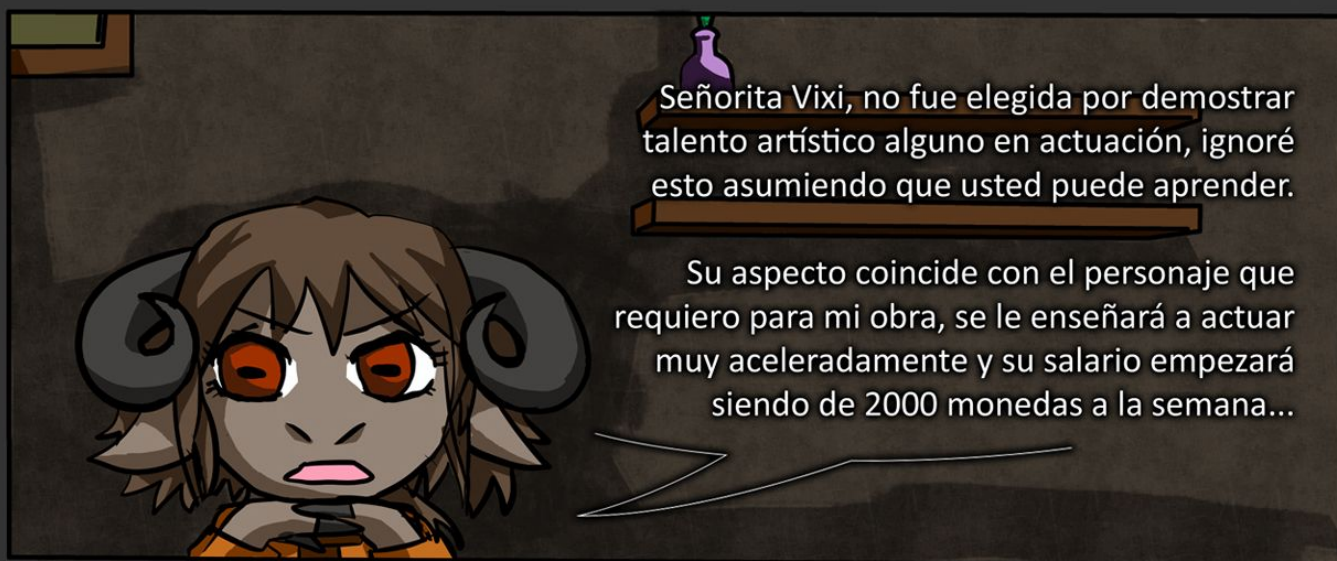 Señorita Vixi, no fue elegida por demostrar
talento artístico alguno en actuación, ignoré
esto asumiendo que usted puede aprender.
Su aspecto coincide con el personaje que
requiero para mi obra, se le enseñará a actuar
muy aceleradamente y su salario empezará
siendo de 2000 monedas a la semana...